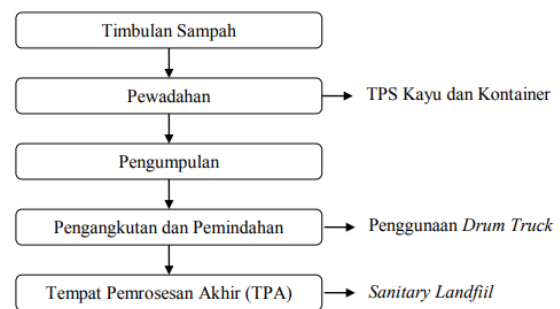 Timbulan Sampah
Pewadahan
TPS Kayu dan Kontainer
Pengumpulan
Pengangkutan dan Pemindahan
Penggunaan Drum Truck
Tempat Pemrosesan Akhir (TPA)
Sanitary Landfiil